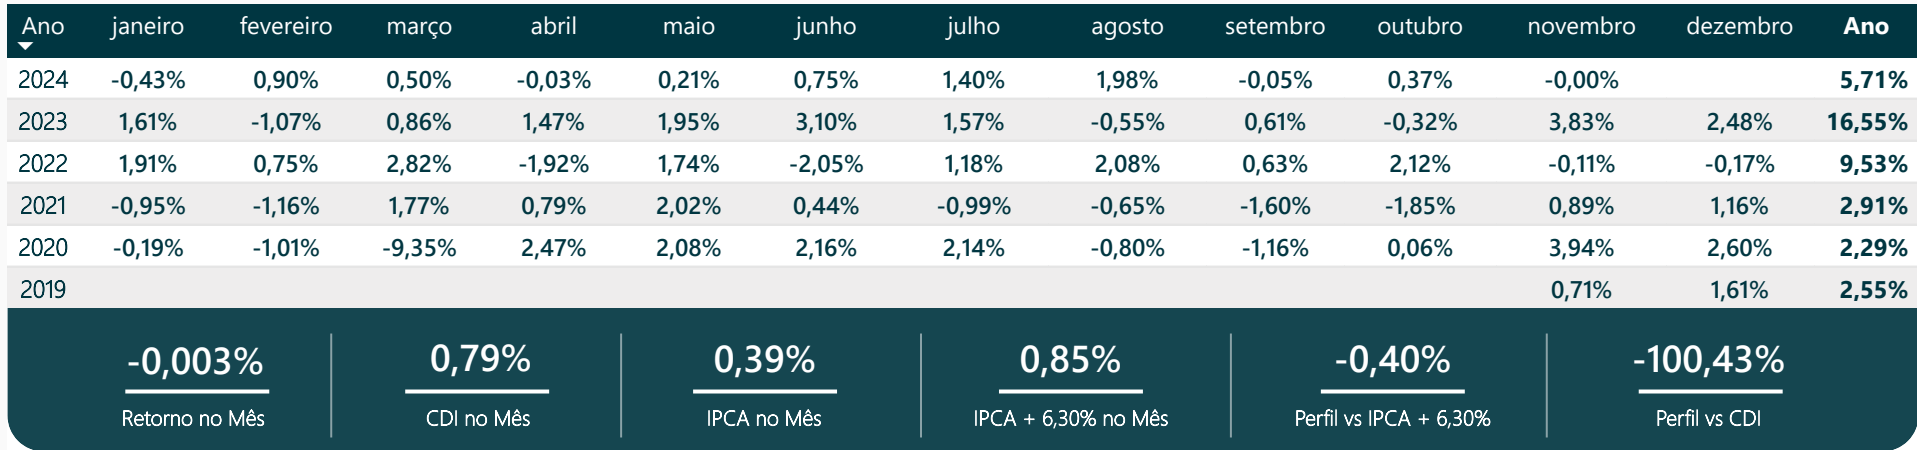 Ano janeiro fevereiro março abril maio junho julho agosto setembro outubro novembro dezembro Ano
2024 -0,43% 0,90% 0,50% -0,03% 0,21% 0,75% 1,40% 1,98% -0,05% 0,37% -0,00% 5,71%
2023 1,61% -1,07% 0,86% 1,47% 1,95% 3,10% 1,57% -0,55% 0,61% -0,32% 3,83% 2,48% 16,55%
2022 1,91% 0,75% 2,82% -1,92% 1,74% -2,05% 1,18% 2,08% 0,63% 2,12% -0,11% -0,17% 9,53%
2021 -0,95% -1,16% 1,77% 0,79% 2,02% 0,44% -0,99% -0,65% -1,60% -1,85% 0,89% 1,16% 2,91%
2020 -0,19% -1,01% -9,35% 2,47% 2,08% 2,16% 2,14% -0,80% -1,16% 0,06% 3,94% 2,60% 2,29%
2019 0,71% 1,61% 2,55%
-0,003% 0,79% 0,39% 0,85% -0,40% -100,43%
Retorno no Mês CDI no Mês IPCA no Mês IPCA + 6,30% no Mês Perfil vs IPCA + 6,30% Perfil vs CDI